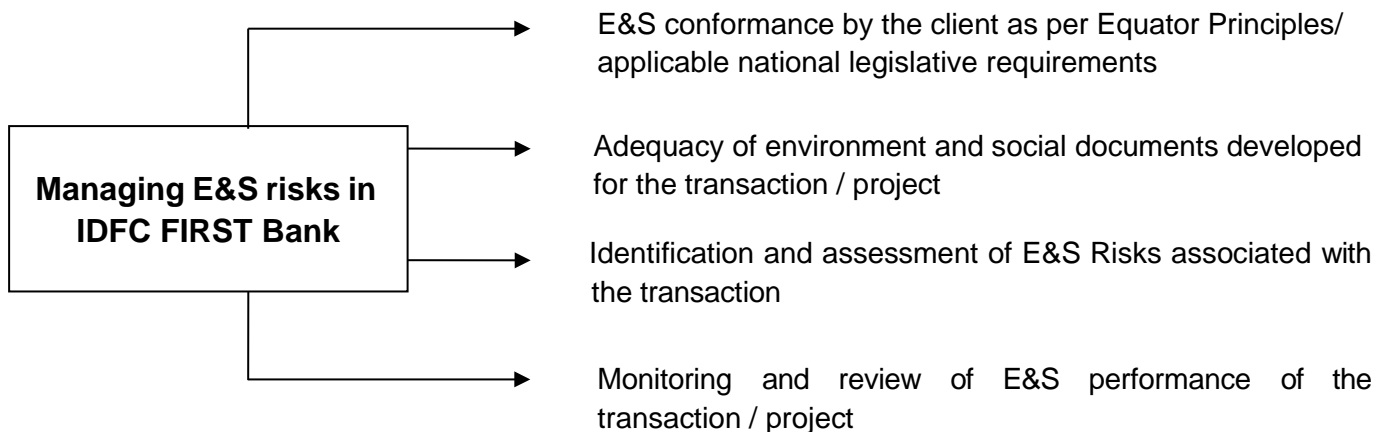 E&S conformance by the client as per Equator Principles/
applicable national legislative requirements
Managing E&S risks in
IDFC FIRST Bank
Adequacy of environment and social documents developed
for the transaction / project
Identification and assessment of E&S Risks associated with
the transaction
Monitoring and review of E&S performance of the
transaction / project